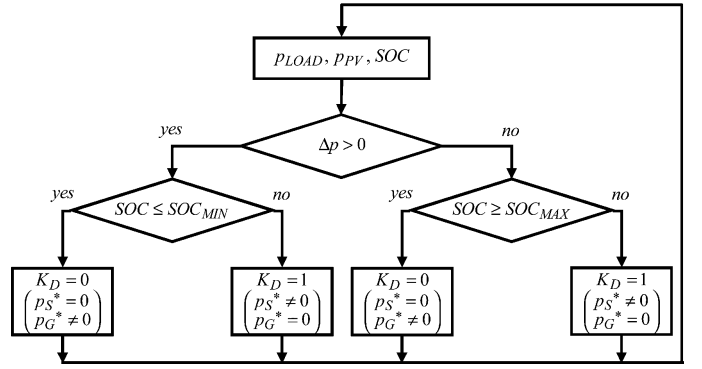 p_LOAD, p_PV, SOC
Δp > 0
yes
no
SOC ≤ SOC_MIN
yes
no
SOC ≥ SOC_MAX
yes
no
K_D = 0
(p_S* = 0
p_G* ≠ 0)
K_D = 1
(p_S* ≠ 0
p_G* = 0)
K_D = 0
(p_S* = 0
p_G* ≠ 0)
K_D = 1
(p_S* ≠ 0
p_G* = 0)